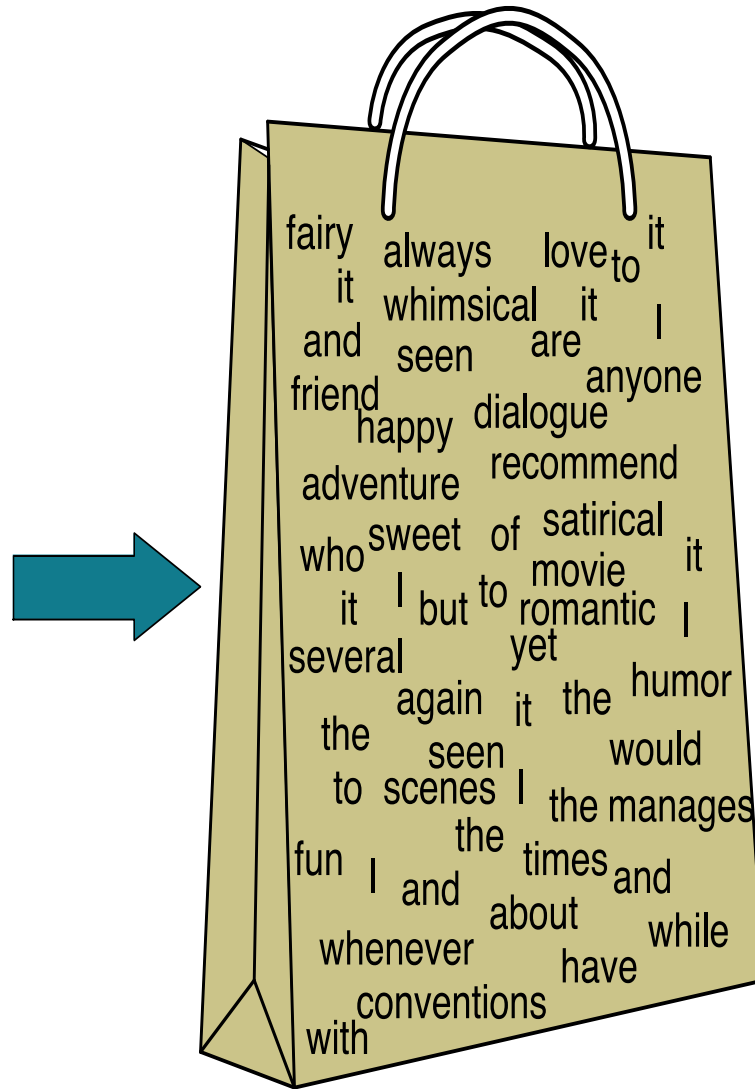 fairy always love to it
it whimsical it I
and seen are anyone
friend happy dialogue
adventure recommend
who sweet of satirical
it I but to movie it
romantic I
several yet
again it the humor
the seen would
to scenes I the manages
fun the times and
I and about while
whenever have
conventions
with